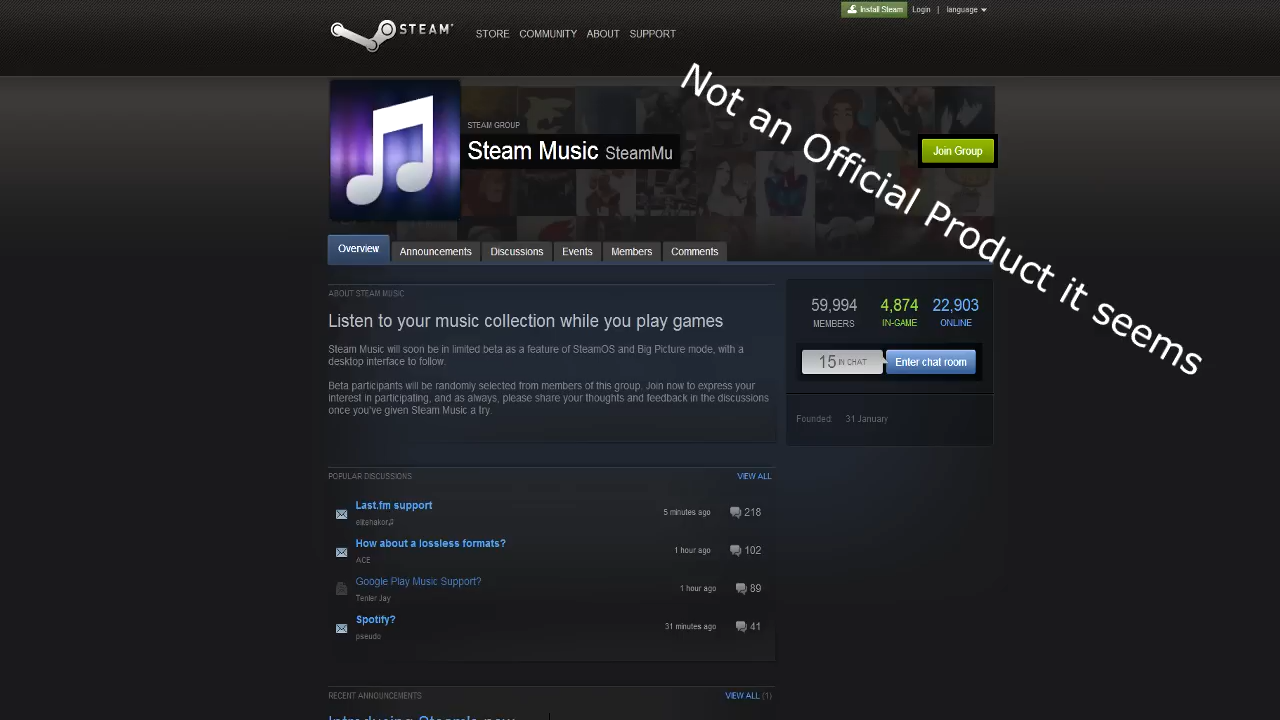 Install Steam Login | language
STEAM
STORE COMMUNITY ABOUT SUPPORT
Not an Official Product it seems
STEAM GROUP
Steam Music SteamMu
Join Group
Overview Announcements Discussions Events Members Comments
ABOUT STEAM MUSIC
Listen to your music collection while you play games
Steam Music will soon be in limited beta as a feature of SteamOS and Big Picture mode, with a
desktop interface to follow.
Beta participants will be randomly selected from members of this group. Join now to express your
interest in participating, and as always, please share your thoughts and feedback in the discussions
once you've given Steam Music a try.
59,994 4,874 22,903
MEMBERS IN-GAME ONLINE
15 IN CHAT Enter chat room
Founded: 31 January
POPULAR DISCUSSIONS VIEW ALL
Last.fm support 5 minutes ago 218
elitehakor♫
How about a lossless formats? 1 hour ago 102
ACE
Google Play Music Support? 1 hour ago 89
Tenler Jay
Spotify? 31 minutes ago 41
pseudo
RECENT ANNOUNCEMENTS VIEW ALL (1)
Introducing Steam's new